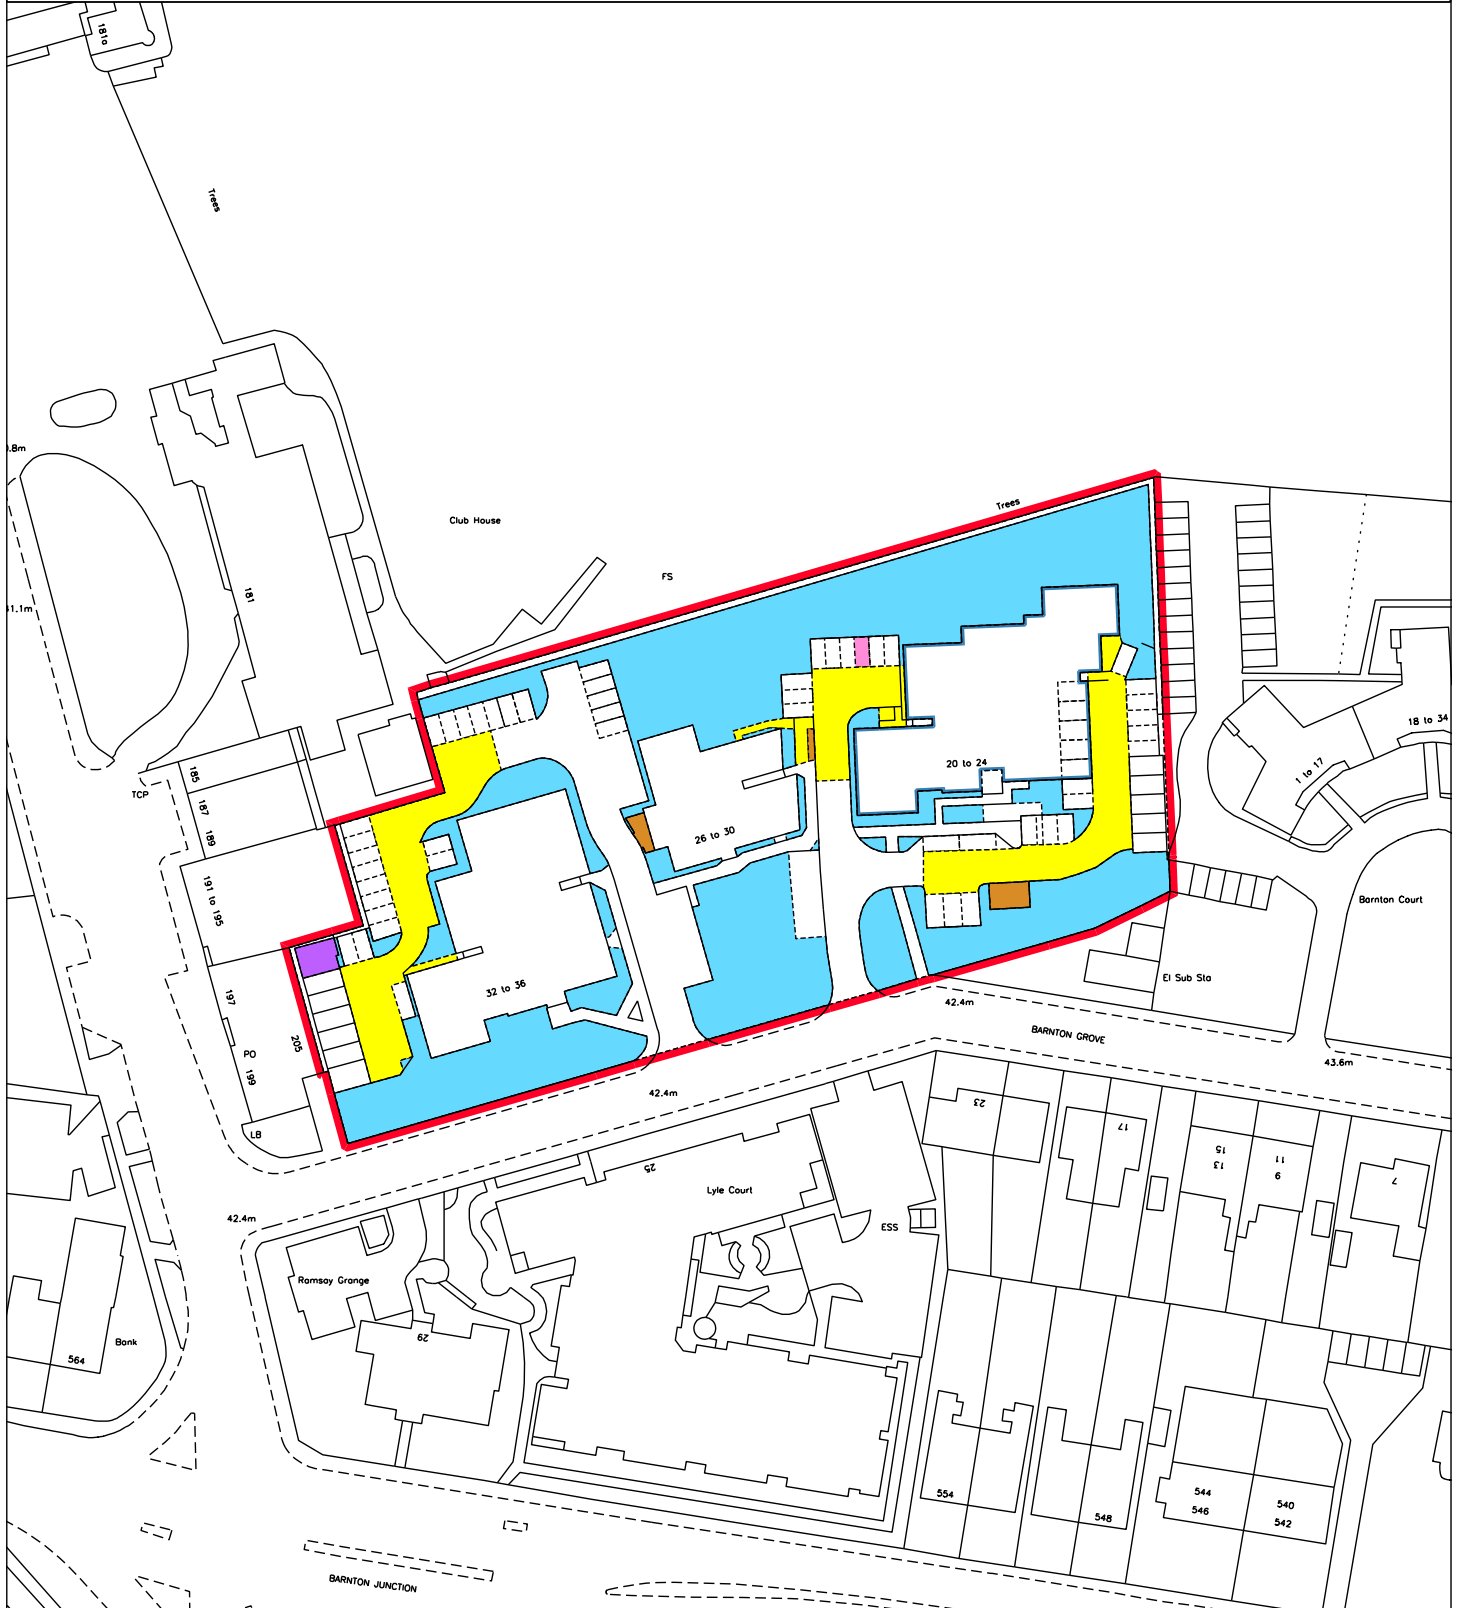 181a
Trees
.8m
Club House
Trees
FS
181
41.1m
18 to 34
1 to 17
20 to 24
185
TCP
187
189
26 to 30
191 to 195
Barnton Court
El Sub Sta
32 to 36
197
42.4m
205
BARNTON GROVE
PO
199
43.6m
42.4m
LB
23
17
15
13
11
9
7
25
Lyle Court
42.4m
ESS
Ramsay Grange
29
Bank
564
554
548
544
546
540
542
BARNTON JUNCTION